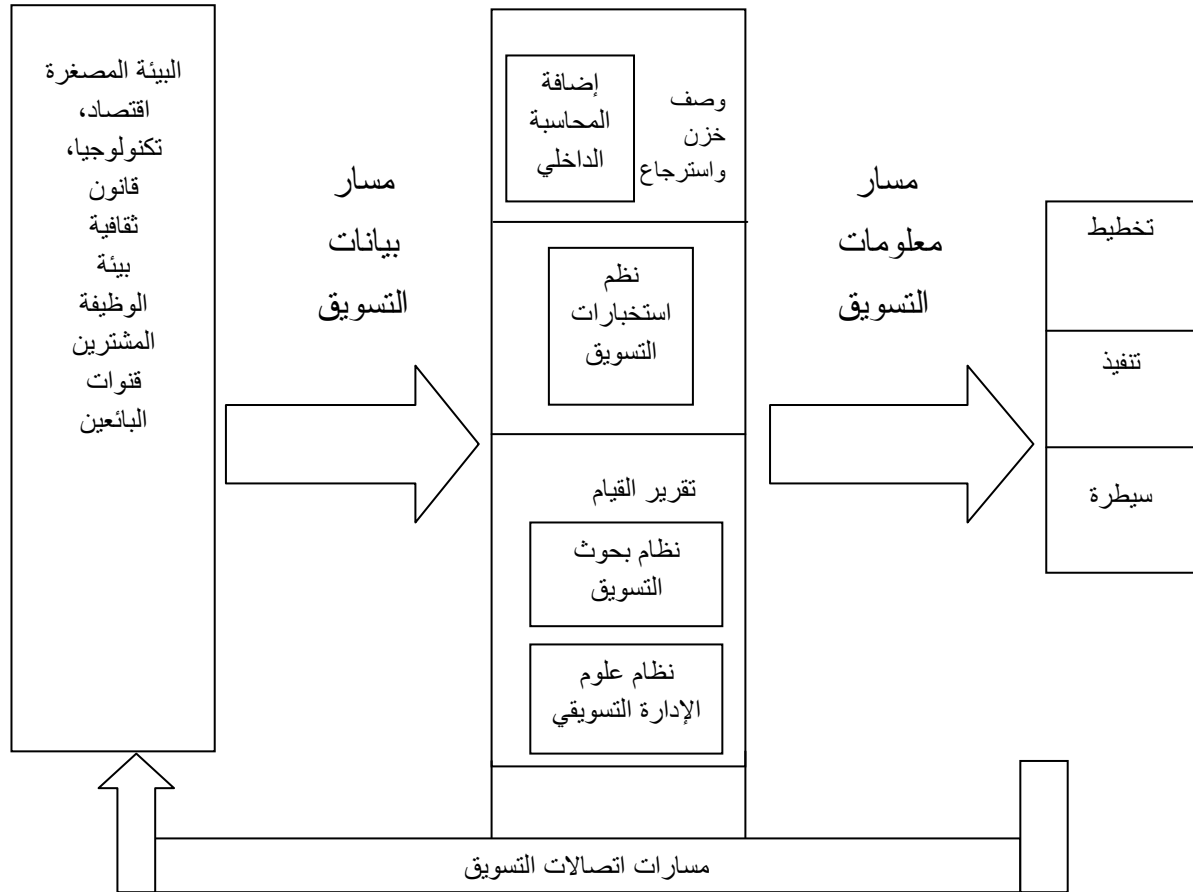 البيئة المصغرة
اقتصاد،
تكنولوجيا،
قانون
ثقافية
بيئة
الوظيفة
المشترين
قنوات
البائعين
مسار
بيانات
التسويق
إضافة
المحاسبة
الداخلي
وصف
خزن
واسترجاع
نظم
استخبارات
التسويق
تقرير القيام
نظام بحوث
التسويق
نظام علوم
الإدارة التسويقي
مسار
معلومات
التسويق
تخطيط
تنفيذ
سيطرة
مسارات اتصالات التسويق